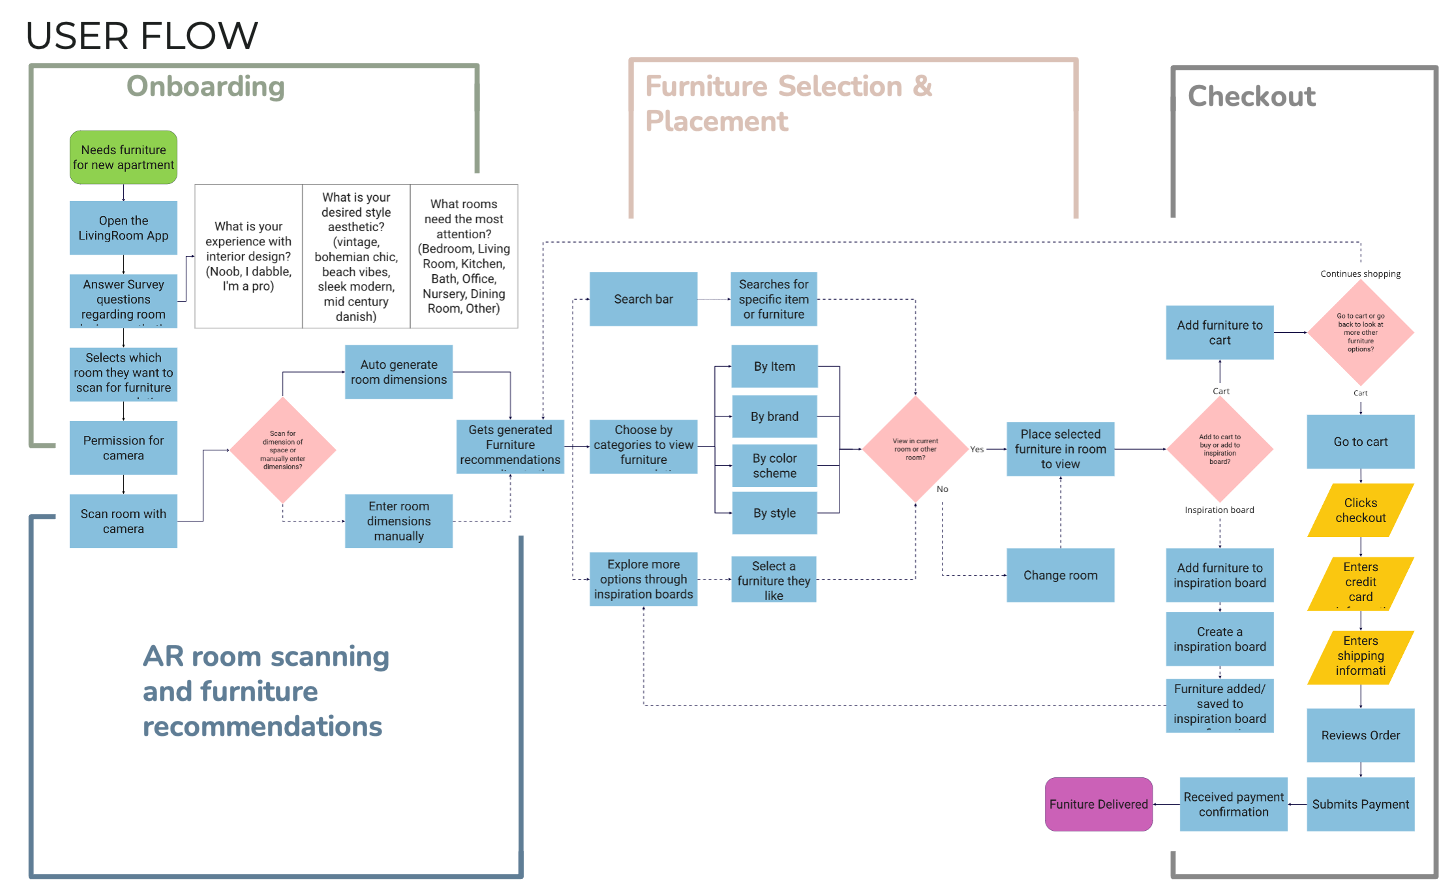 USER FLOW
Onboarding
Needs furniture
for new apartment
Open the
LivingRoom App
Answer Survey
questions
regarding room
What is your
experience with
interior design?
(Noob, I dabble,
I'm a pro)
What is your
desired style
aesthetic?
(vintage,
bohemian chic,
beach vibes,
sleek modern,
mid century
danish)
What rooms
need the most
attention?
(Bedroom, Living
Room, Kitchen,
Bath, Office,
Nursery, Dining
Room, Other)
Selects which
room they want to
scan for furniture
Permission for
camera
Scan room with
camera
Scan for
dimension of
space or
manually enter
dimensions?
Auto generate
room dimensions
Enter room
dimensions
manually
Gets generated
Furniture
recommendations
AR room scanning
and furniture
recommendations
Furniture Selection &
Placement
Search bar
Searches for
specific item
or furniture
Choose by
categories to view
furniture
By Item
By brand
By color
scheme
By style
Explore more
options through
inspiration boards
Select a
furniture they
like
View in current
room or other
room?
Yes
No
Place selected
furniture in room
to view
Change room
Checkout
Continues shopping
Go to cart or go
back to look at
more other
furniture
options?
Add furniture to
cart
Cart
Add to cart to
buy or add to
inspiration
board?
Inspiration board
Add furniture to
inspiration board
Create a
inspiration board
Furniture added/
saved to
inspiration board
Cart
Go to cart
Clicks
checkout
Enters
credit
card
Enters
shipping
informati
Reviews Order
Submits Payment
Received payment
confirmation
Funiture Delivered